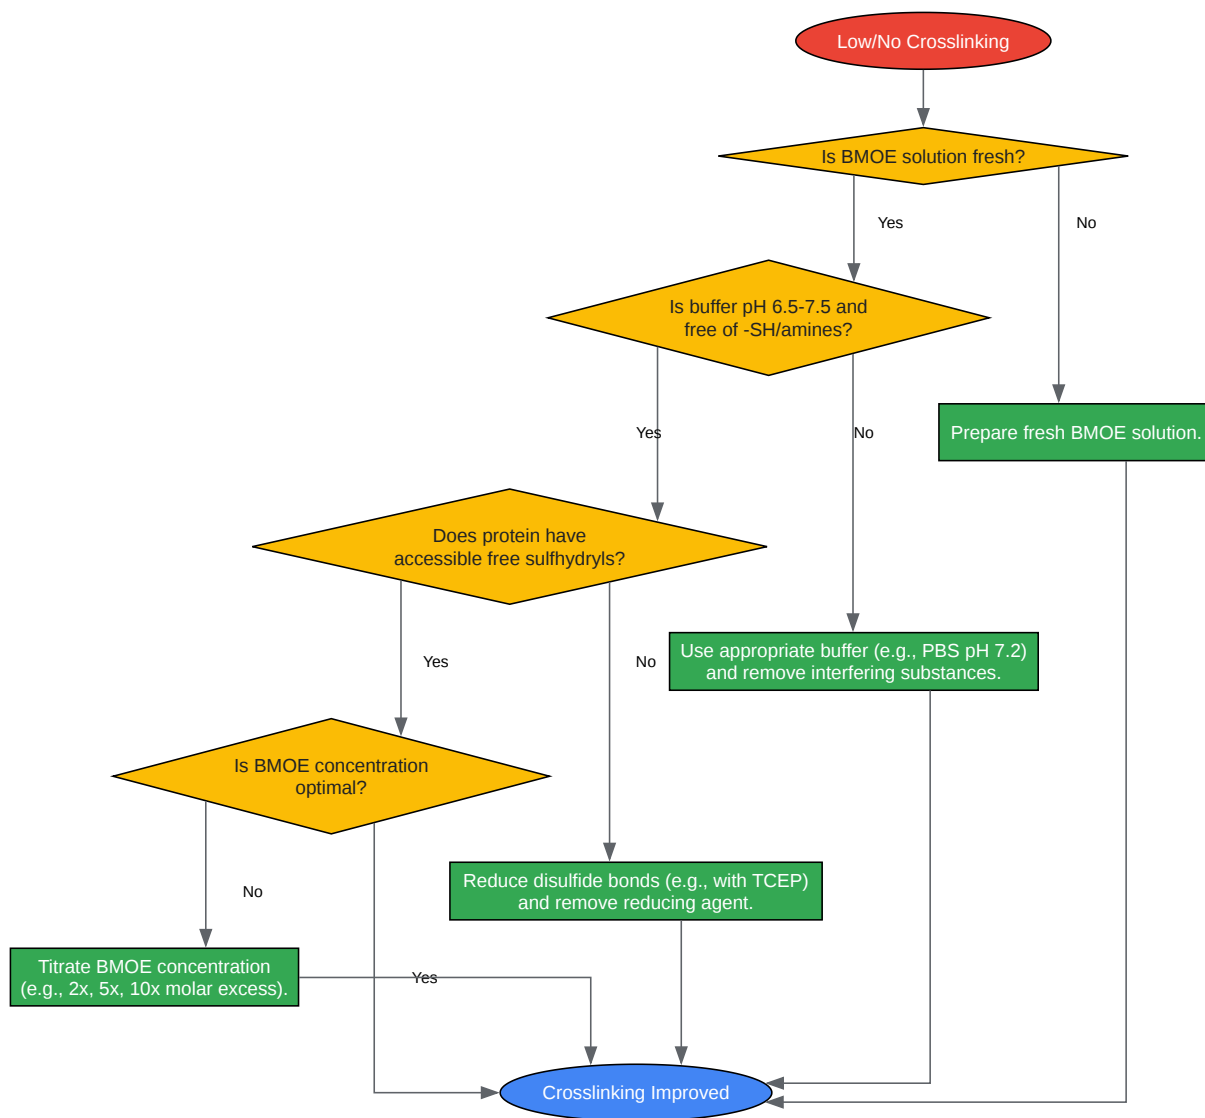 Low/No Crosslinking
Is BMOE solution fresh?
Yes
No
Is buffer pH 6.5-7.5 and
free of -SH/amines?
Yes
No
Prepare fresh BMOE solution.
Does protein have
accessible free sulfhydryls?
Yes
No
Use appropriate buffer (e.g., PBS pH 7.2)
and remove interfering substances.
Is BMOE concentration
optimal?
No
Reduce disulfide bonds (e.g., with TCEP)
and remove reducing agent.
Titrate BMOE concentration
(e.g., 2x, 5x, 10x molar excess).
Yes
Crosslinking Improved